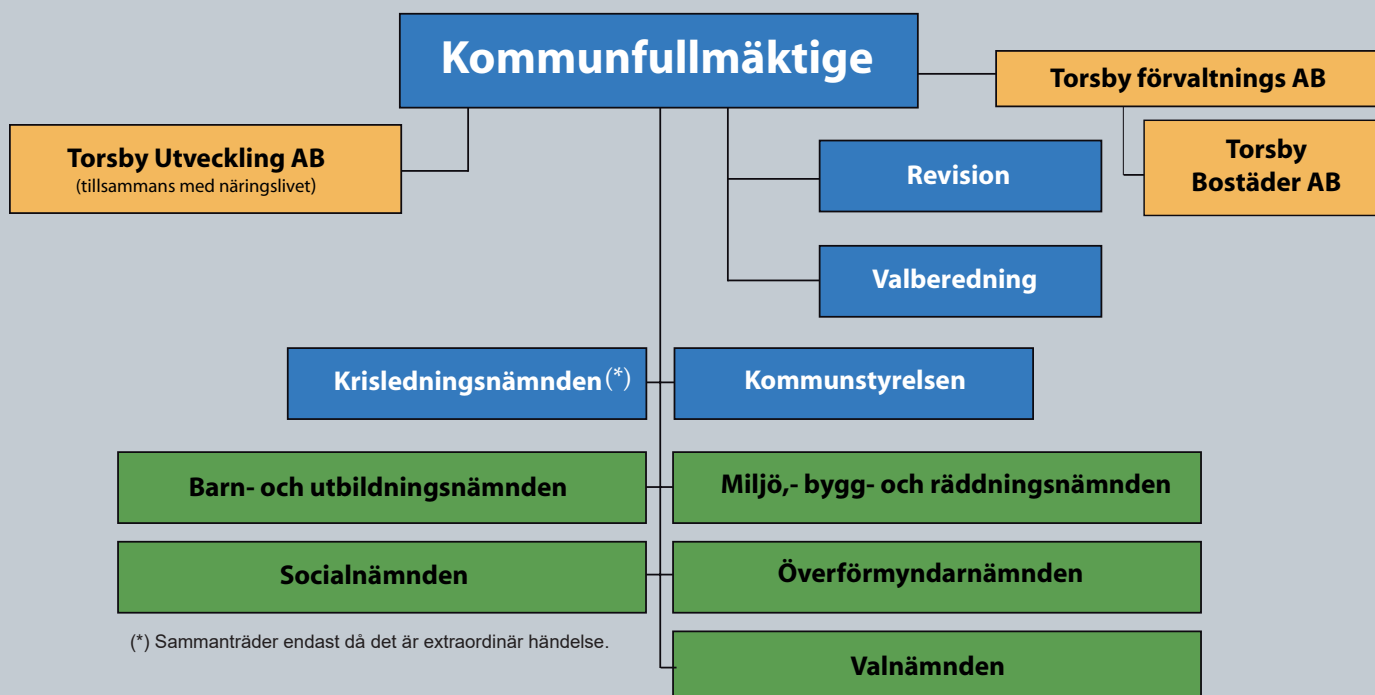 Kommunfullmäktige
Torsby förvaltnings AB
Torsby Utveckling AB
(tillsammans med näringslivet)
Torsby
Bostäder AB
Revision
Valberedning
Krisledningsnämnden (*)
Kommunstyrelsen
Barn- och utbildningsnämnden
Miljö,- bygg- och räddningsnämnden
Socialnämnden
Överförmyndarnämnden
(*) Sammanträder endast då det är extraordinär händelse.
Valnämnden